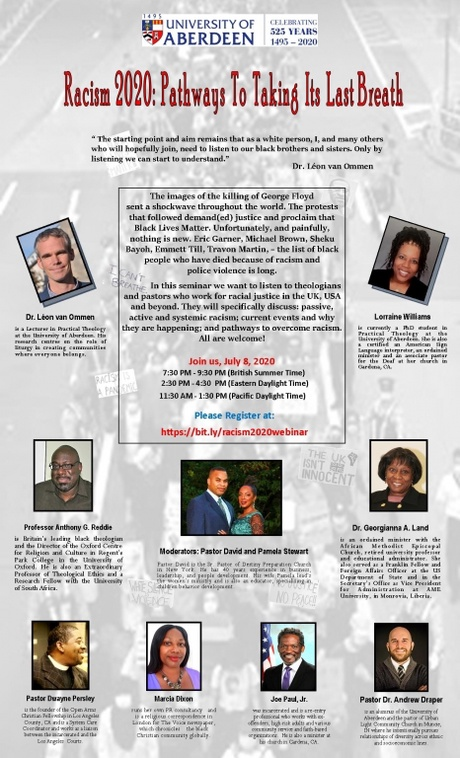 1495
UNIVERSITY OF
ABERDEEN
CELEBRATING
525 YEARS
1495 – 2020
Racism 2020: Pathways To Taking Its Last Breath
“ The starting point and aim remains that as a white person, I, and many others
who will hopefully join, need to listen to our black brothers and sisters. Only by
listening we can start to understand.”
Dr. Léon van Ommen
The images of the killing of George Floyd
sent a shockwave throughout the world. The protests
that followed demand(ed) justice and proclaim that
Black Lives Matter. Unfortunately, and painfully,
nothing is new. Eric Garner, Michael Brown, Sheku
Bayoh, Emmett Till, Travon Martin, – the list of black
people who have died because of racism and
police violence is long.
In this seminar we want to listen to theologians
and pastors who work for racial justice in the UK, USA
and beyond. They will specifically discuss: passive,
active and systemic racism; current events and why
they are happening; and pathways to overcome racism.
All are welcome!
Join us, July 8, 2020
7:30 PM - 9:30 PM (British Summer Time)
2:30 PM - 4:30 PM (Eastern Daylight Time)
11:30 AM - 1:30 PM (Pacific Daylight Time)
Please Register at:
https://bit.ly/racism2020webinar
Dr. Léon van Ommen
is a Lecturer in Practical Theology
at the University of Aberdeen. His
research centres on the role of
liturgy in creating communities
where everyone belongs.
Lorraine Williams
is currently a PhD student in
Practical Theology at the
University of Aberdeen. She is also
a certified an American Sign
Language interpreter, an ordained
minister and an associate pastor
for the Deaf at her church in
Gardena, CA.
I CAN'T
BREATHE
RACISM
IS A
PANDEMIC
THE UK
ISN'T
INNOCENT
Professor Anthony G. Reddie
is Britain's leading black theologian
and the Director of the Oxford Centre
for Religion and Culture in Regent's
Park College in the University of
Oxford. He is also an Extraordinary
Professor of Theological Ethics and a
Research Fellow with the University
of South Africa.
Moderators: Pastor David and Pamela Stewart
Pastor David is the Sr. Pastor of Destiny Preparation Church
in New York. He has 40 years experience in business,
leadership, and people development. His wife Pamela leads
the women's ministry and is also an educator, specializing in
children behavior development.
Dr. Georgianna A. Land
is an ordained minister with the
African Methodist Episcopal
Church, retired university professor
and educational administrator. She
also served as a Franklin Fellow and
Foreign Affairs Officer at the US
Department of State and in the
Secretary's Office as Vice President
for Administration at AME
University, in Monrovia, Liberia.
NO PEACE
Pastor Dwayne Persley
is the founder of the Open Arms
Christian Fellowship in Los Angeles
County, CA and is a System Care
Coordinator and works as a liaison
between the incarcerated and the
Los Angeles Courts.
Marcia Dixon
runs her own PR consultancy and
is a religious correspondent in
London for The Voice newspaper,
which chronicles the black
Christian community globally.
Joe Paul, Jr.
was incarcerated and is a re-entry
professional who works with ex-
offenders, high risk adults and various
community service and faith-based
organizations. He is also a minister at
his church in Gardena, CA.
Pastor Dr. Andrew Draper
is an alumnus of the University of
Aberdeen and the pastor of Urban
Light Community Church in Muncie,
IN where he intentionally pursues
relationships of diversity across ethnic
and socioeconomic lines.